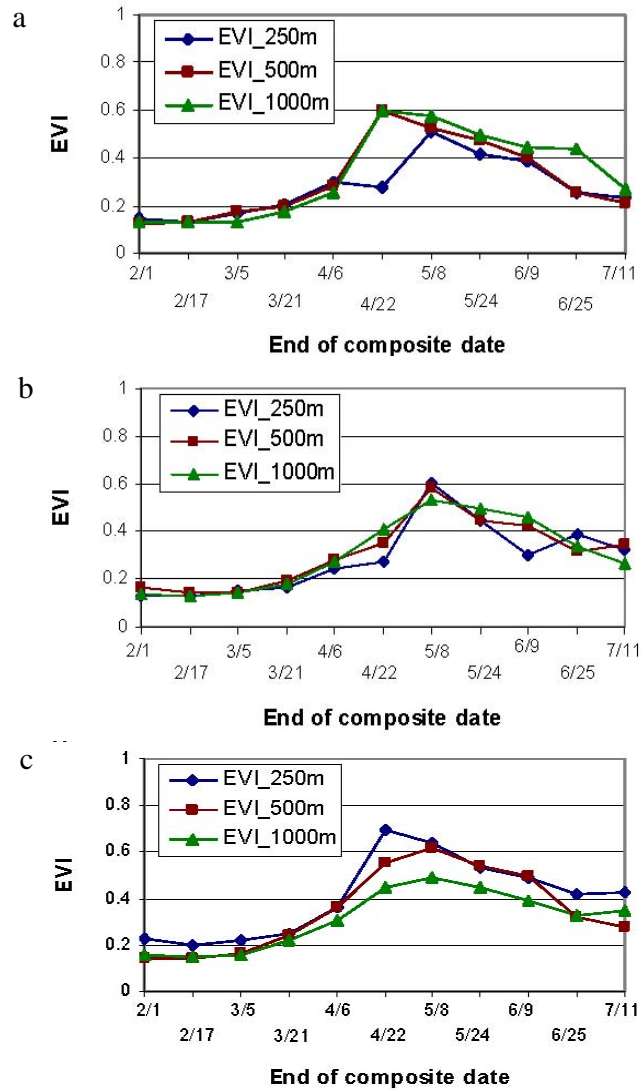 a
1
EVI_250m
0.8
EVI_500m
EVI_1000m
0.6
EVI
0.4
0.2
0
2/1 3/5 4/6 5/8 6/9 7/11
2/17 3/21 4/22 5/24 6/25
End of composite date
b
1
EVI_250m
0.8
EVI_500m
EVI_1000m
0.6
EVI
0.4
0.2
0
2/1 3/5 4/6 5/8 6/9 7/11
2/17 3/21 4/22 5/24 6/25
End of composite date
c
1
EVI_250m
0.8
EVI_500m
EVI_1000m
0.6
EVI
0.4
0.2
0
2/1 3/5 4/6 5/8 6/9 7/11
2/17 3/21 4/22 5/24 6/25
End of composite date